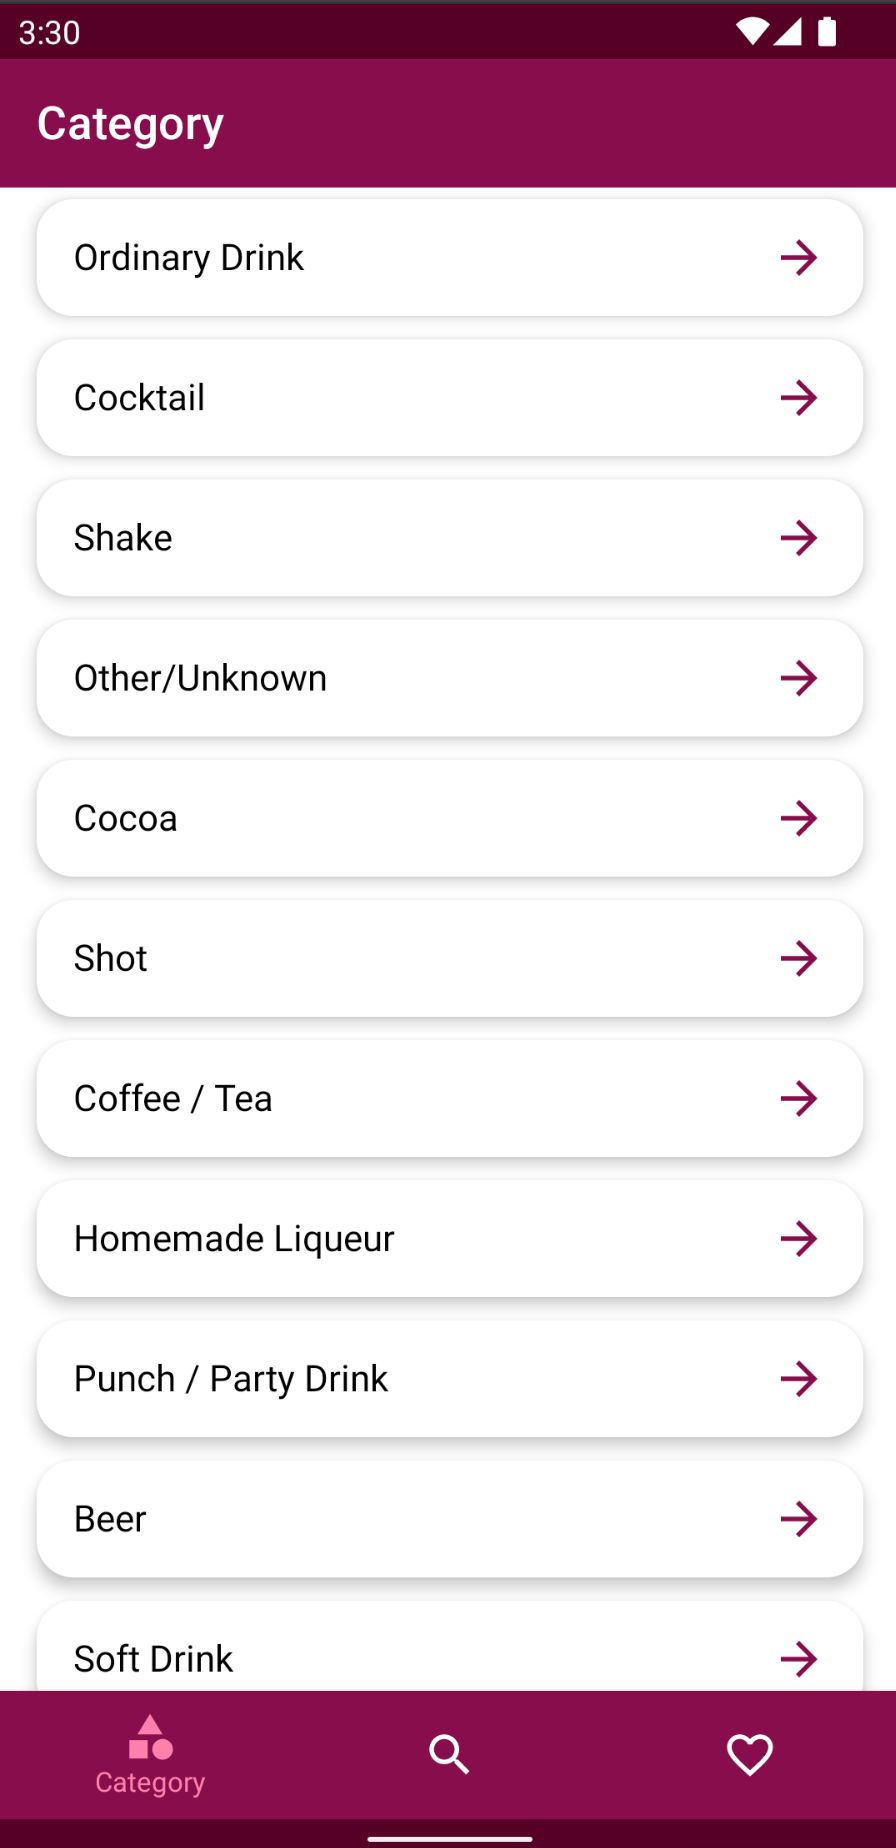 3:30
Category
Ordinary Drink
Cocktail
Shake
Other/Unknown
Cocoa
Shot
Coffee / Tea
Homemade Liqueur
Punch / Party Drink
Beer
Soft Drink
Category